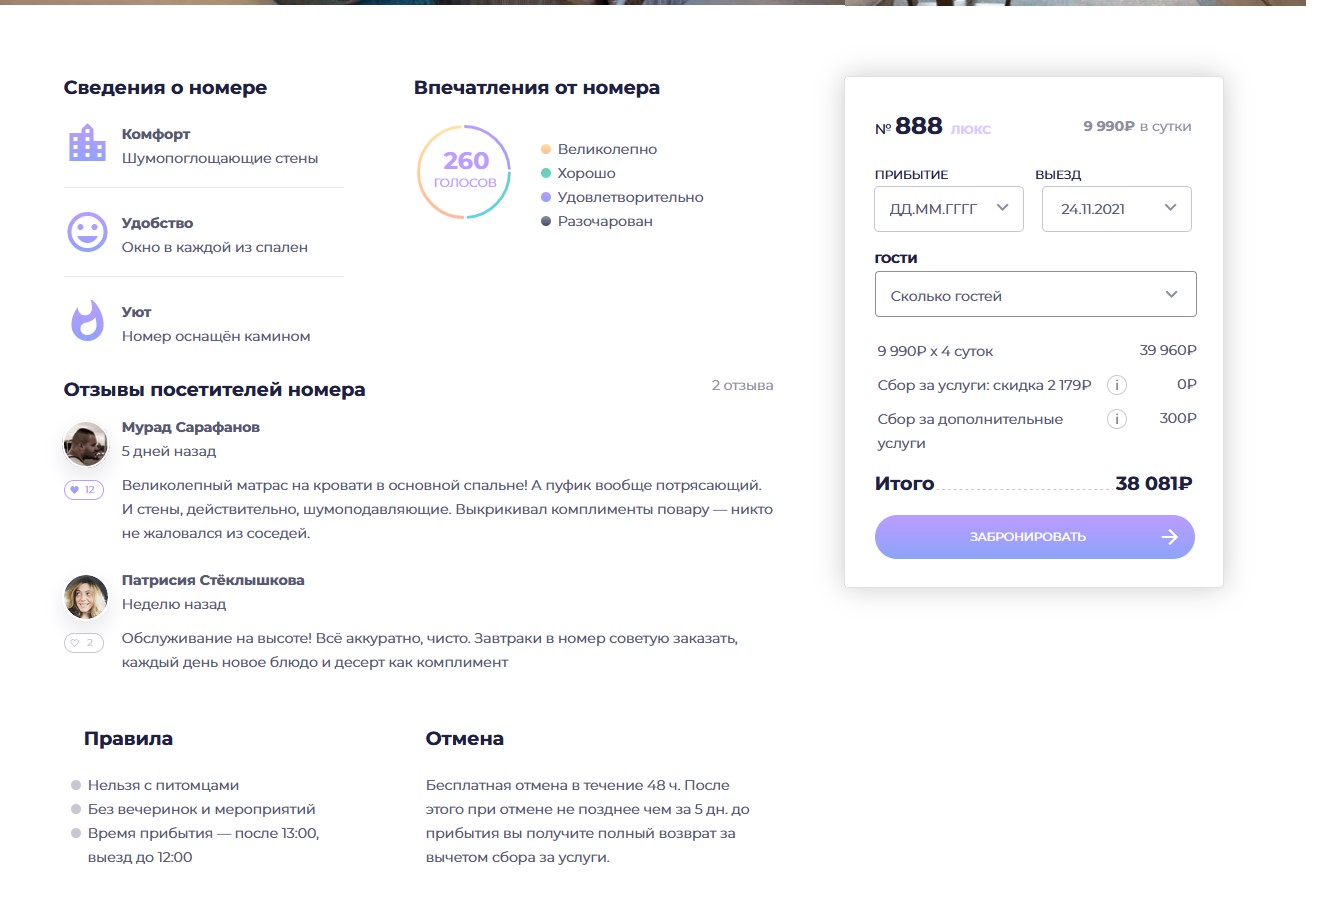 Сведения о номере
Комфорт
Шумопоглощающие стены
Удобство
Окно в каждой из спален
Уют
Номер оснащён камином
Впечатления от номера
260
ГОЛОСОВ
Великолепно
Хорошо
Удовлетворительно
Разочарован
Отзывы посетителей номера
2 отзыва
Мурад Сарафанов
5 дней назад
12
Великолепный матрас на кровати в основной спальне! А пуфик вообще потрясающий.
И стены, действительно, шумоподавляющие. Выкрикивал комплименты повару — никто
не жаловался из соседей.
Патрисия Стёклышкова
Неделю назад
2
Обслуживание на высоте! Всё аккуратно, чисто. Завтраки в номер советую заказать,
каждый день новое блюдо и десерт как комплимент
Правила
Нельзя с питомцами
Без вечеринок и мероприятий
Время прибытия — после 13:00,
выезд до 12:00
Отмена
Бесплатная отмена в течение 48 ч. После
этого при отмене не позднее чем за 5 дн. до
прибытия вы получите полный возврат за
вычетом сбора за услуги.
№ 888 ЛЮКС 9 990₽ в сутки
ПРИБЫТИЕ ВЫЕЗД
ДД.ММ.ГГГГ 24.11.2021
ГОСТИ
Сколько гостей
9 990₽ х 4 суток 39 960₽
Сбор за услуги: скидка 2 179₽ i 0₽
Сбор за дополнительные i 300₽
услуги
Итого 38 081₽
ЗАБРОНИРОВАТЬ